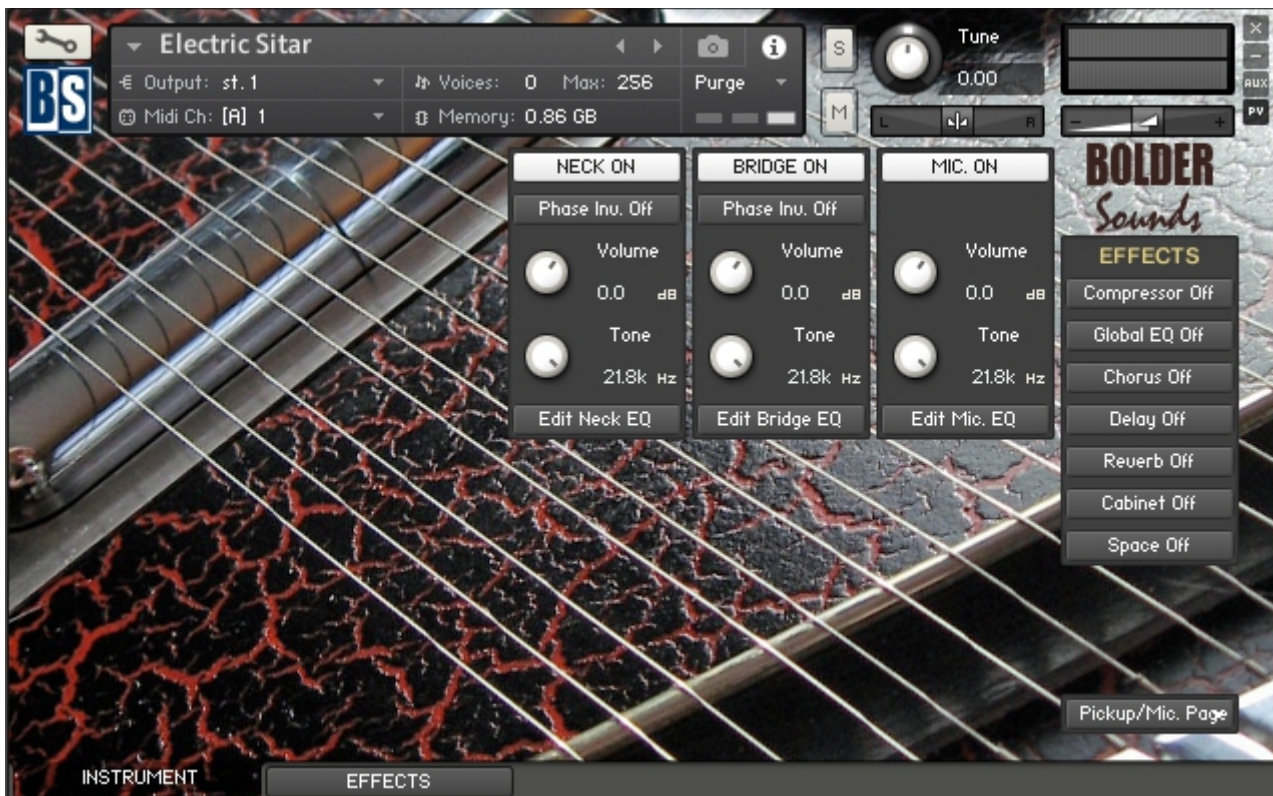 Electric Sitar
Output: st. 1
Voices: 0 Max: 256
Purge
Midi Ch: [A] 1
Memory: 0.86 GB
BS
S
M
Tune
0.00
L R
- +
X
-
AUX
PV
BOLDER
Sounds
NECK ON
Phase Inv. Off
Volume
0.0 dB
Tone
21.8k Hz
Edit Neck EQ
BRIDGE ON
Phase Inv. Off
Volume
0.0 dB
Tone
21.8k Hz
Edit Bridge EQ
MIC. ON
Volume
0.0 dB
Tone
21.8k Hz
Edit Mic. EQ
EFFECTS
Compressor Off
Global EQ Off
Chorus Off
Delay Off
Reverb Off
Cabinet Off
Space Off
Pickup/Mic. Page
INSTRUMENT
EFFECTS